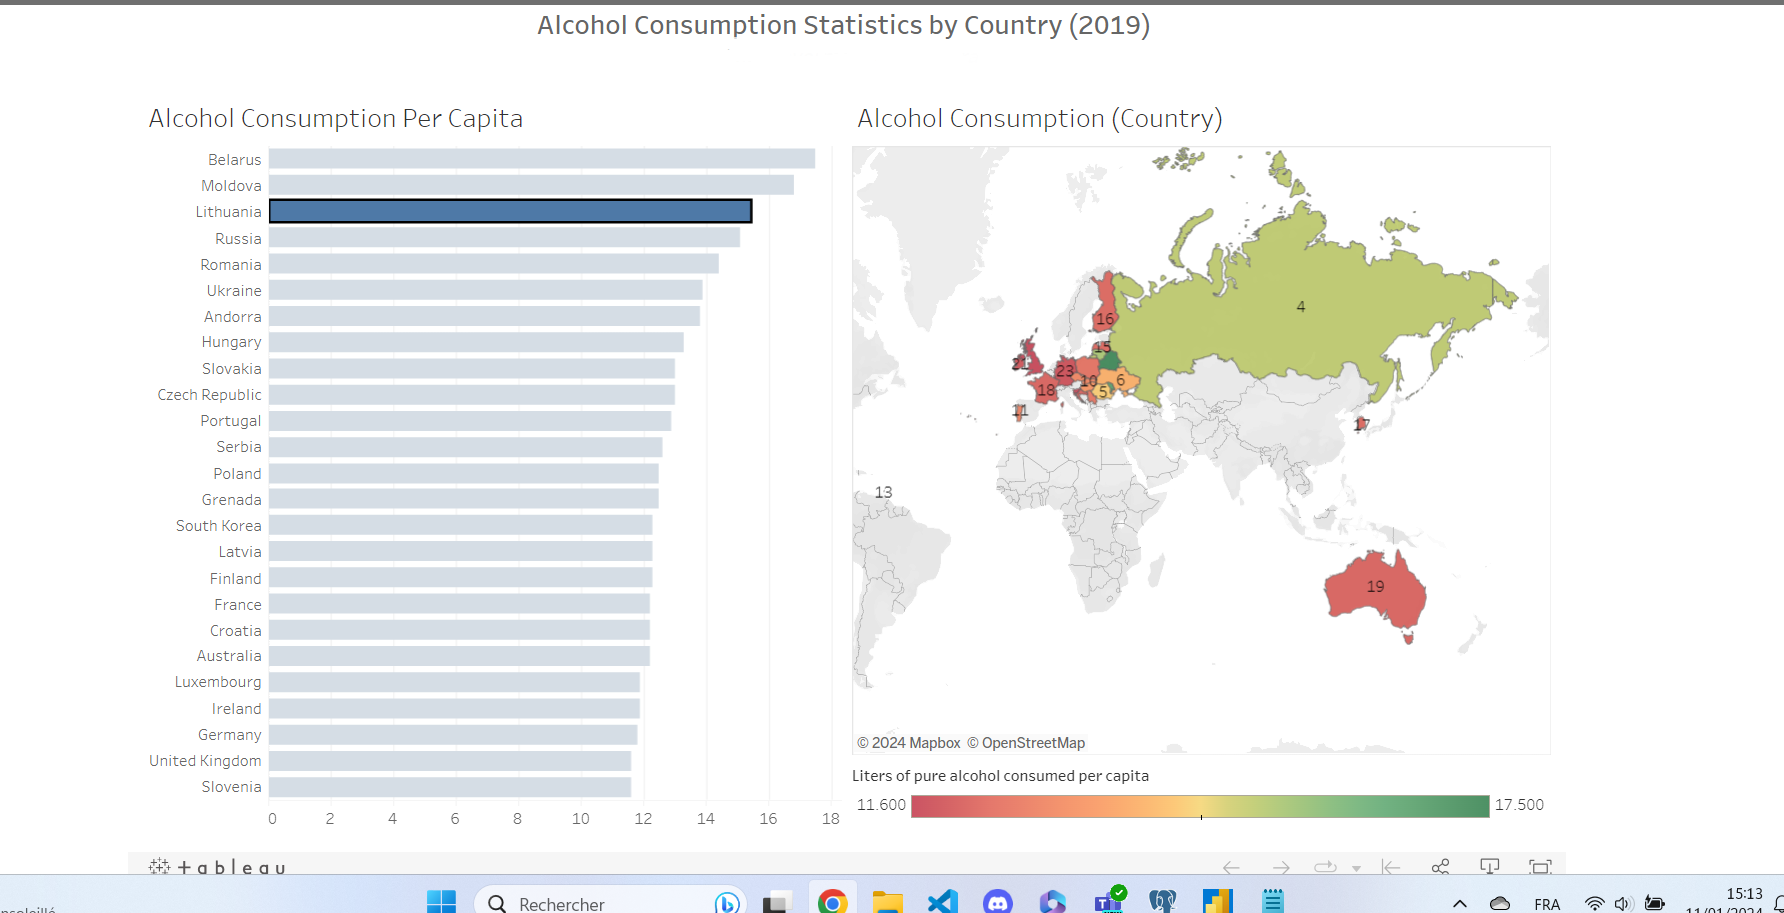 Alcohol Consumption Statistics by Country (2019)
Alcohol Consumption Per Capita
Belarus
Moldova
Lithuania
Russia
Romania
Ukraine
Andorra
Hungary
Slovakia
Czech Republic
Portugal
Serbia
Poland
Grenada
South Korea
Latvia
Finland
France
Croatia
Australia
Luxembourg
Ireland
Germany
United Kingdom
Slovenia
0 2 4 6 8 10 12 14 16 18
Alcohol Consumption (Country)
4
16
15
21
23
18
10
6
5
11
17
13
19
© 2024 Mapbox © OpenStreetMap
Liters of pure alcohol consumed per capita
11.600 17.500
+ a b l e a u
Rechercher
FRA
15:13
11/01/2024